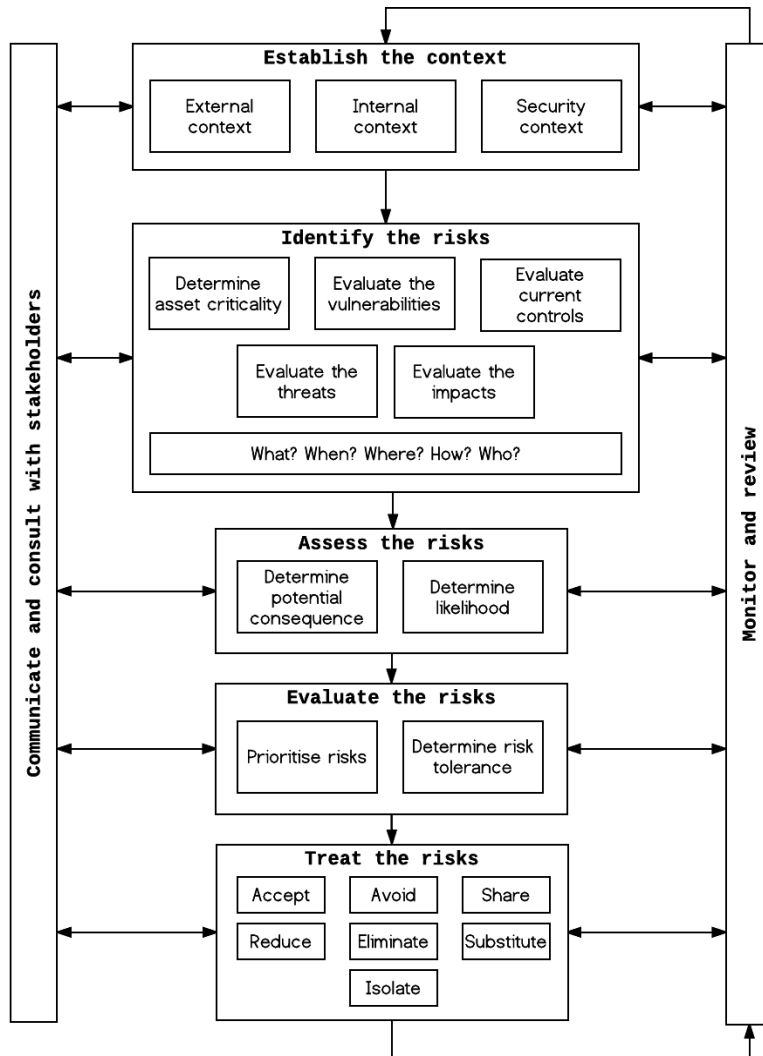 Establish the context
External
context
Internal
context
Security
context
Identify the risks
Determine
asset criticality
Evaluate the
vulnerabilities
Evaluate
current
controls
Evaluate the
threats
Evaluate the
impacts
What? When? Where? How? Who?
Assess the risks
Determine
potential
consequence
Determine
likelihood
Evaluate the risks
Prioritise risks
Determine risk
tolerance
Treat the risks
Accept
Avoid
Share
Reduce
Eliminate
Substitute
Isolate
Communicate and consult with stakeholders
Monitor and review